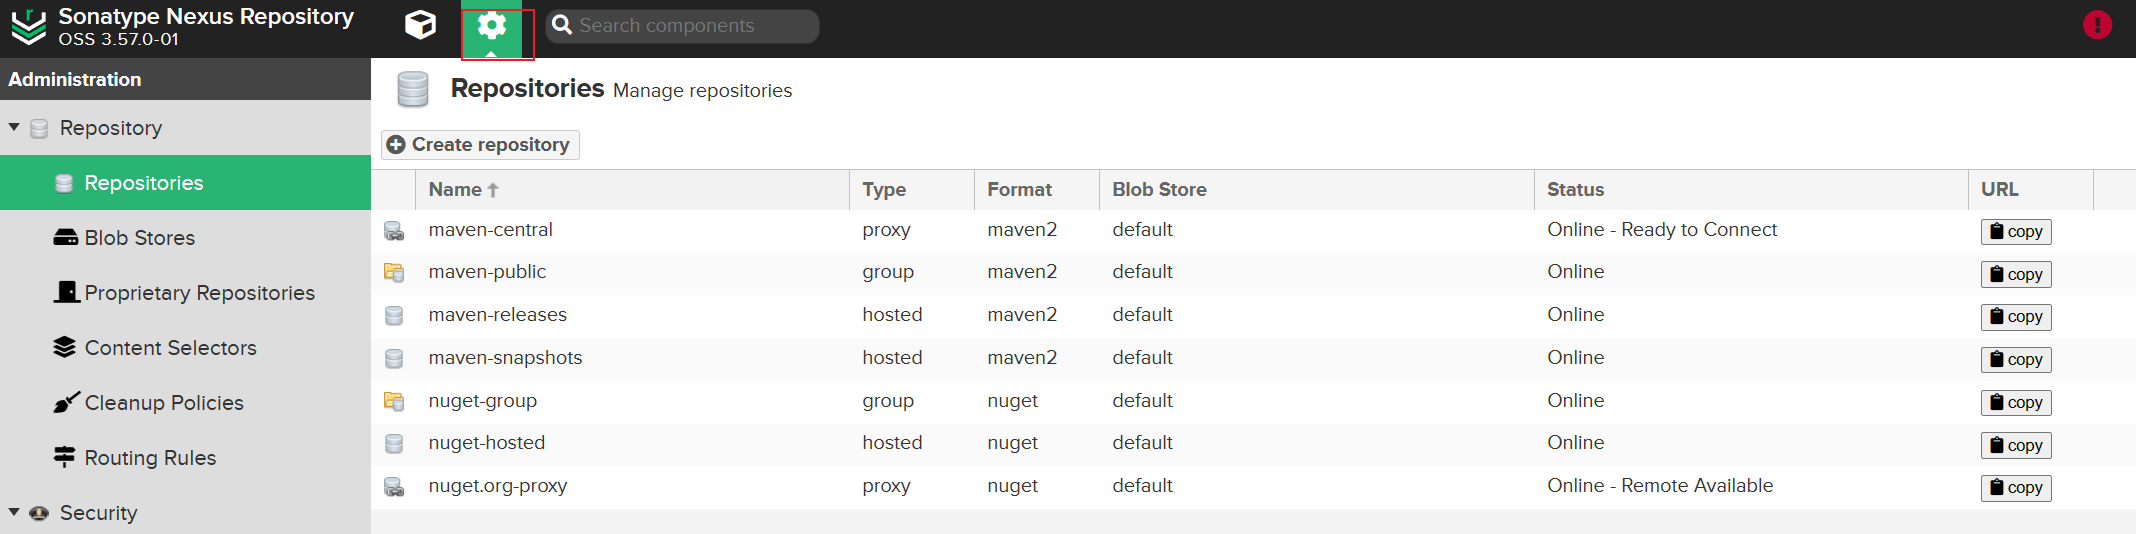 Sonatype Nexus Repository
OSS 3.57.0-01
Search components
Administration
Repository
Repositories
Blob Stores
Proprietary Repositories
Content Selectors
Cleanup Policies
Routing Rules
Security
Repositories Manage repositories
Create repository
Name Type Format Blob Store Status URL
maven-central proxy maven2 default Online - Ready to Connect copy
maven-public group maven2 default Online copy
maven-releases hosted maven2 default Online copy
maven-snapshots hosted maven2 default Online copy
nuget-group group nuget default Online copy
nuget-hosted hosted nuget default Online copy
nuget.org-proxy proxy nuget default Online - Remote Available copy